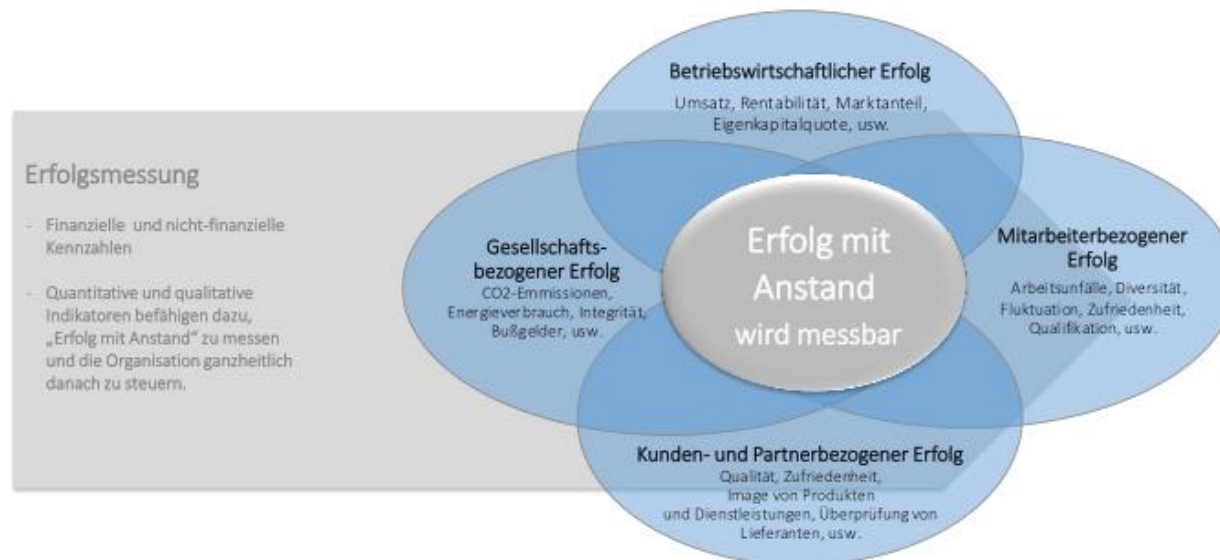 Erfolgsmessung
- Finanzielle und nicht-finanzielle
Kennzahlen
- Quantitative und qualitative
Indikatoren befähigen dazu,
„Erfolg mit Anstand" zu messen
und die Organisation ganzheitlich
danach zu steuern.
Betriebswirtschaftlicher Erfolg
Umsatz, Rentabilität, Marktanteil,
Eigenkapitalquote, usw.
Gesellschafts-
bezogener Erfolg
CO2-Emmissionen,
Energieverbrauch, Integrität,
Bußgelder, usw.
Erfolg mit
Anstand
wird messbar
Mitarbeiterbezogener
Erfolg
Arbeitsunfälle, Diversität,
Fluktuation, Zufriedenheit,
Qualifikation, usw.
Kunden- und Partnerbezogener Erfolg
Qualität, Zufriedenheit,
Image von Produkten
und Dienstleistungen, Überprüfung von
Lieferanten, usw.